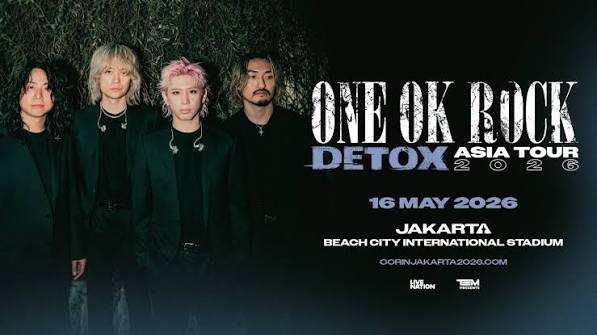 ONE OK ROCK
DETOX ASIA TOUR
2026
16 MAY 2026
JAKARTA
BEACH CITY INTERNATIONAL STADIUM
OORINJAKARTA2026.COM
LIVE NATION
TEM PRESENTS